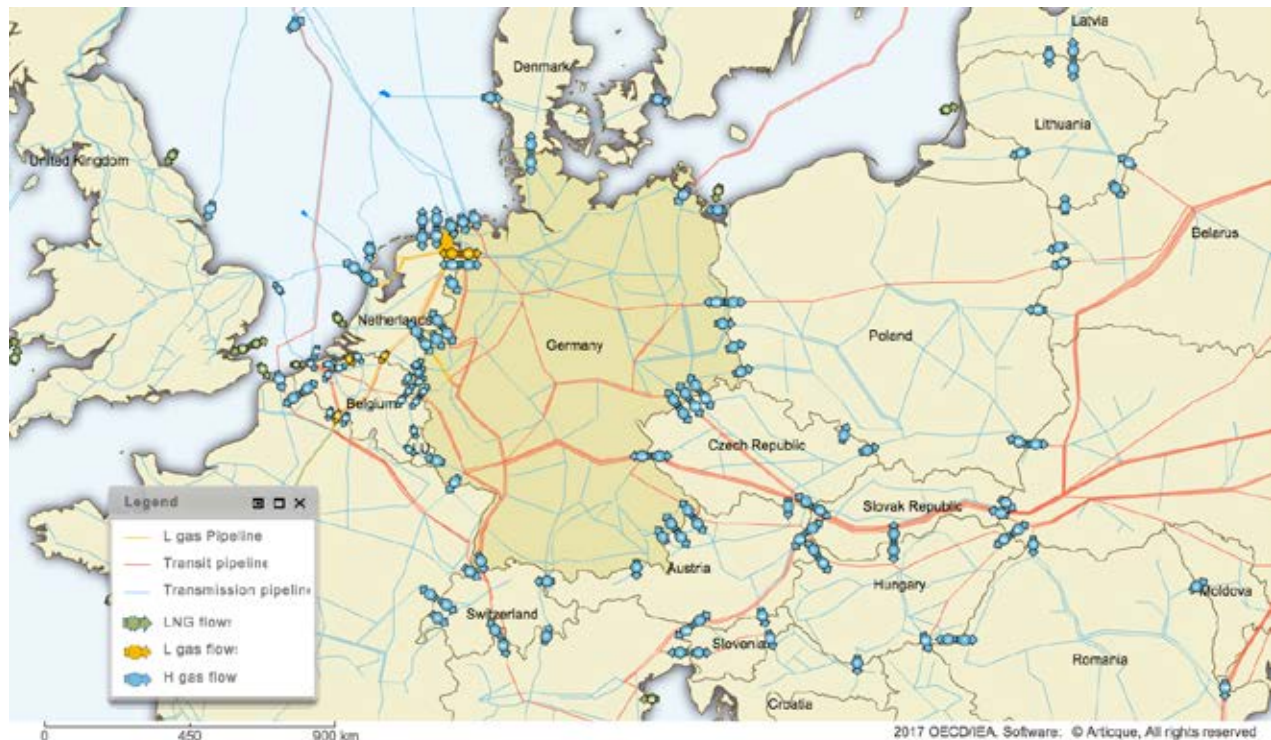 Latvia
Denmark
Lithuania
United Kingdom
Belarus
Netherlands
Germany
Poland
Belgium
LU
Czech Republic
Legend
Slovak Republic
L gas Pipeline
Transit pipeline
Austria
Hungary
Moldova
Transmission pipelin
Switzerland
LNG flow
Slovenia
L gas flow
Romania
H gas flow
Croatia
0 450 900 km
2017 OECD/IEA. Software: © Articque, All rights reserved